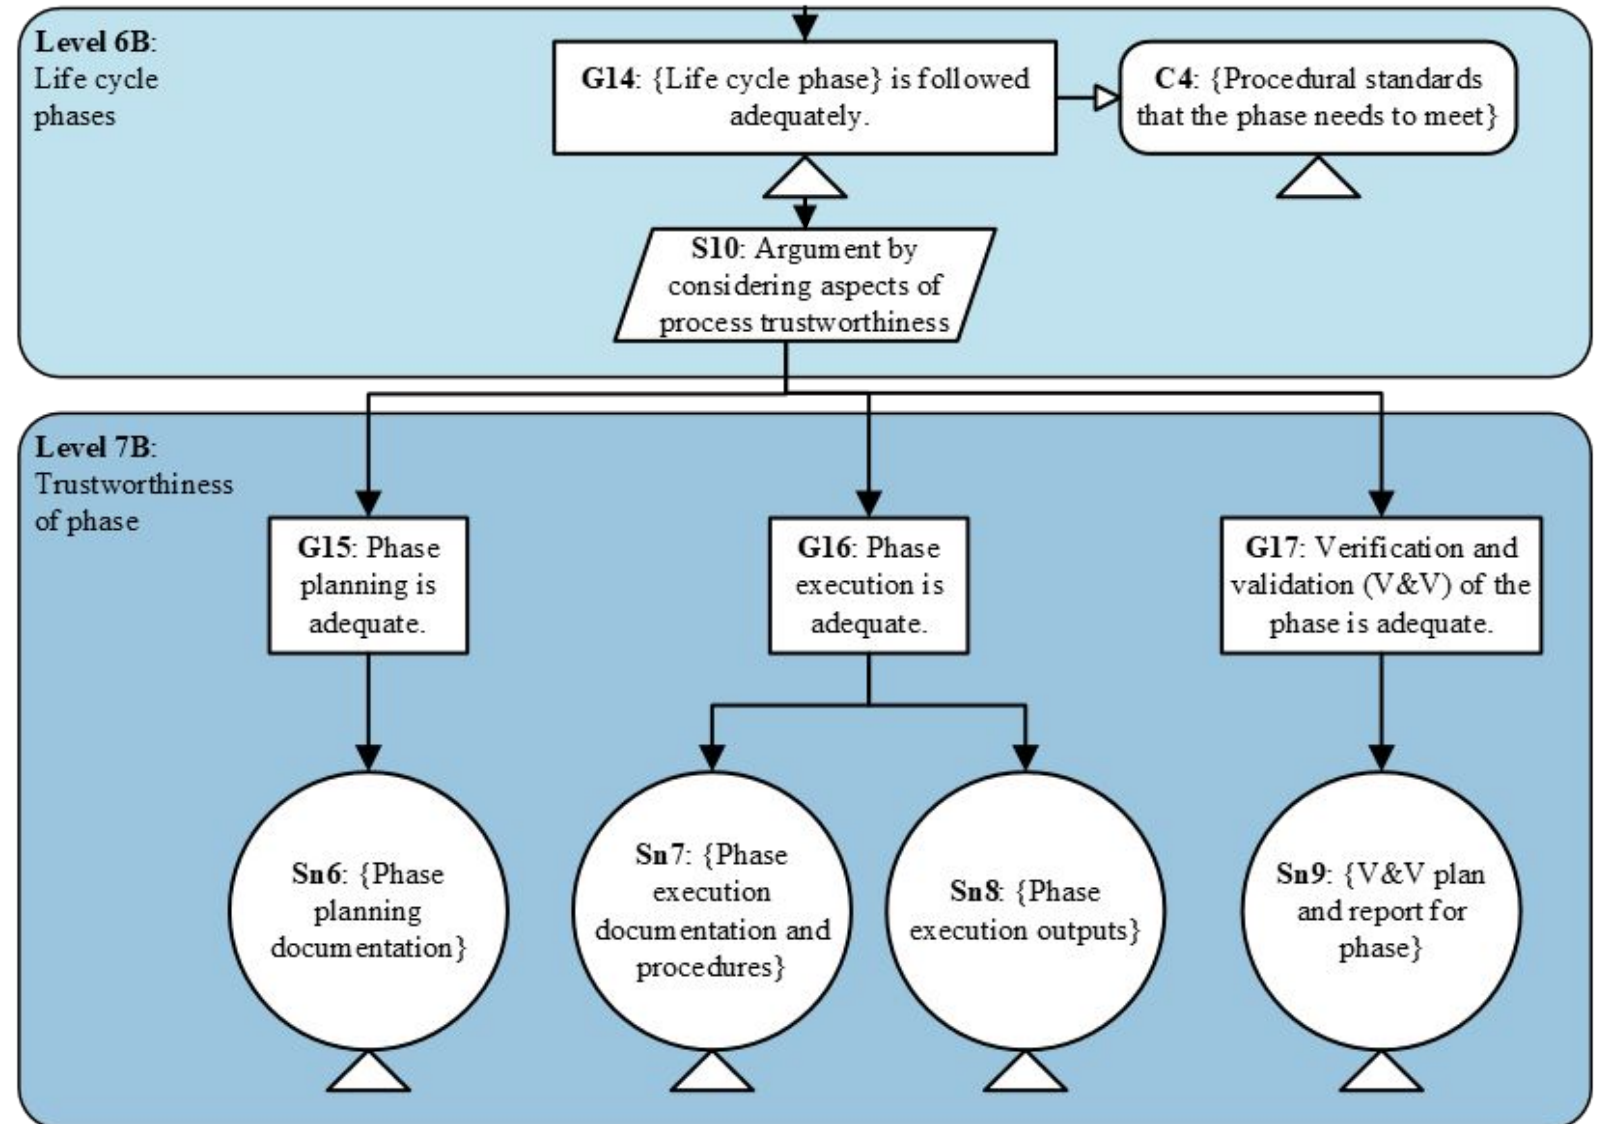 Level 6B:
Life cycle
phases
G14: {Life cycle phase} is followed
adequately.
C4: {Procedural standards
that the phase needs to meet}
S10: Argument by
considering aspects of
process trustworthiness
Level 7B:
Trustworthiness
of phase
G15: Phase
planning is
adequate.
G16: Phase
execution is
adequate.
G17: Verification and
validation (V&V) of the
phase is adequate.
Sn6: {Phase
planning
documentation}
Sn7: {Phase
execution
documentation and
procedures}
Sn8: {Phase
execution outputs}
Sn9: {V&V plan
and report for
phase}